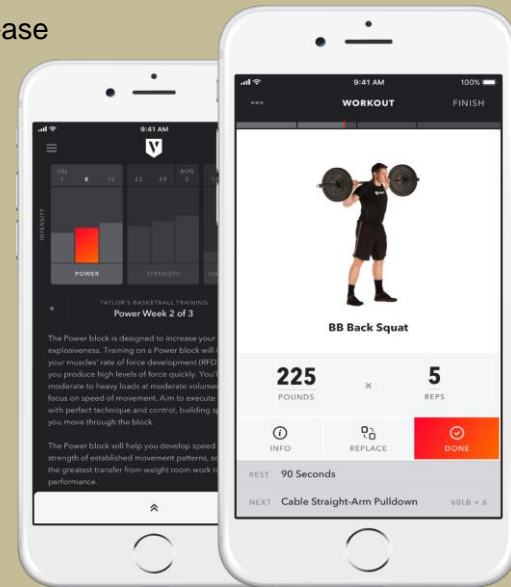 ease
9:41 AM
JUL
AUG
1 8 15 22 29 5
INTENSITY
POWER
STRENGTH
TAYLOR'S BASKETBALL TRAINING
Power Week 2 of 3
The Power block is designed to increase your
explosiveness. Training on a Power block will
your muscles' rate of force development (RFD
you produce high levels of force quickly. You'll
moderate to heavy loads at moderate volume
focus on speed of movement. Aim to execute
with perfect technique and control, building
you move through the block.
The Power block will help you develop speed
strength of established movement patterns,
the greatest transfer from weight room work to
performance.
9:41 AM
100%
WORKOUT
FINISH
BB Back Squat
225 × 5
POUNDS REPS
INFO REPLACE DONE
REST 90 Seconds
NEXT Cable Straight-Arm Pulldown 60LB × 6